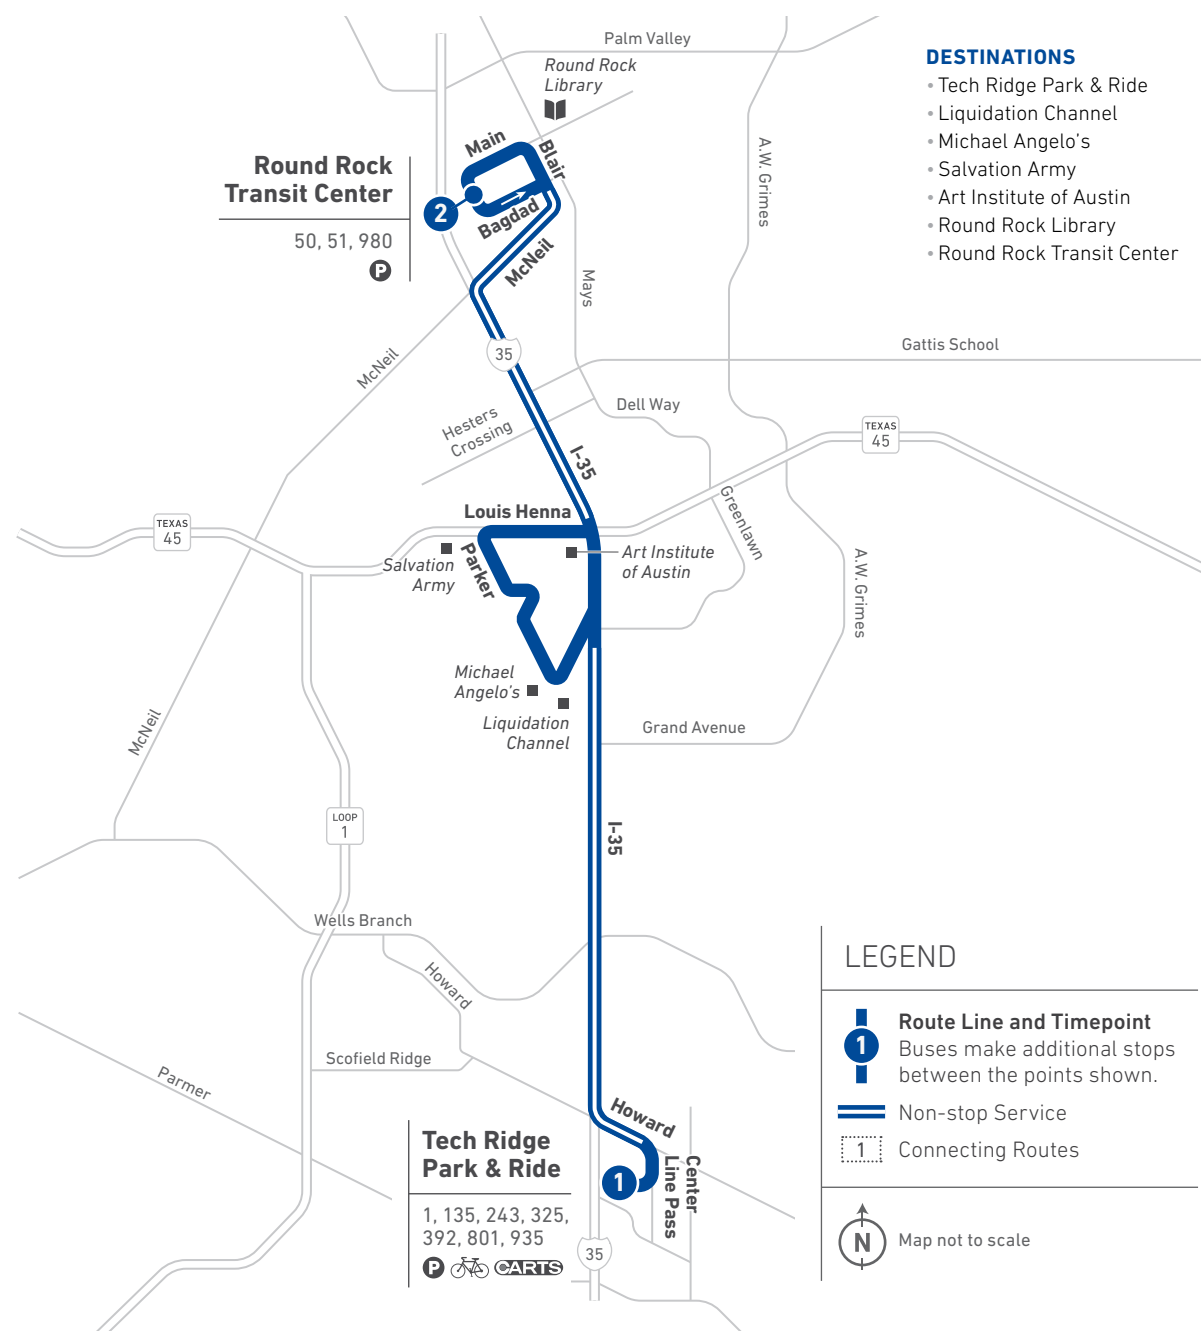 Palm Valley
Round Rock
Library
DESTINATIONS
• Tech Ridge Park & Ride
• Liquidation Channel
• Michael Angelo's
• Salvation Army
• Art Institute of Austin
• Round Rock Library
• Round Rock Transit Center
Main
Blair
A.W. Grimes
Round Rock
Transit Center
50, 51, 980
P
2
Bagdad
McNeil
Mays
35
McNeil
Gattis School
Hesters
Crossing
Dell Way
I-35
TEXAS
45
Greenlawn
Louis Henna
TEXAS
45
Salvation
Army
Parker
Art Institute
of Austin
A.W. Grimes
Michael
Angelo's
Liquidation
Channel
McNeil
Grand Avenue
LOOP
1
I-35
Wells Branch
Howard
Scofield Ridge
Parmer
Howard
Center
Line Pass
1
Tech Ridge
Park & Ride
1, 135, 243, 325,
392, 801, 935
P
CARTS
35
LEGEND
1
Route Line and Timepoint
Buses make additional stops
between the points shown.
Non-stop Service
1
Connecting Routes
N
Map not to scale